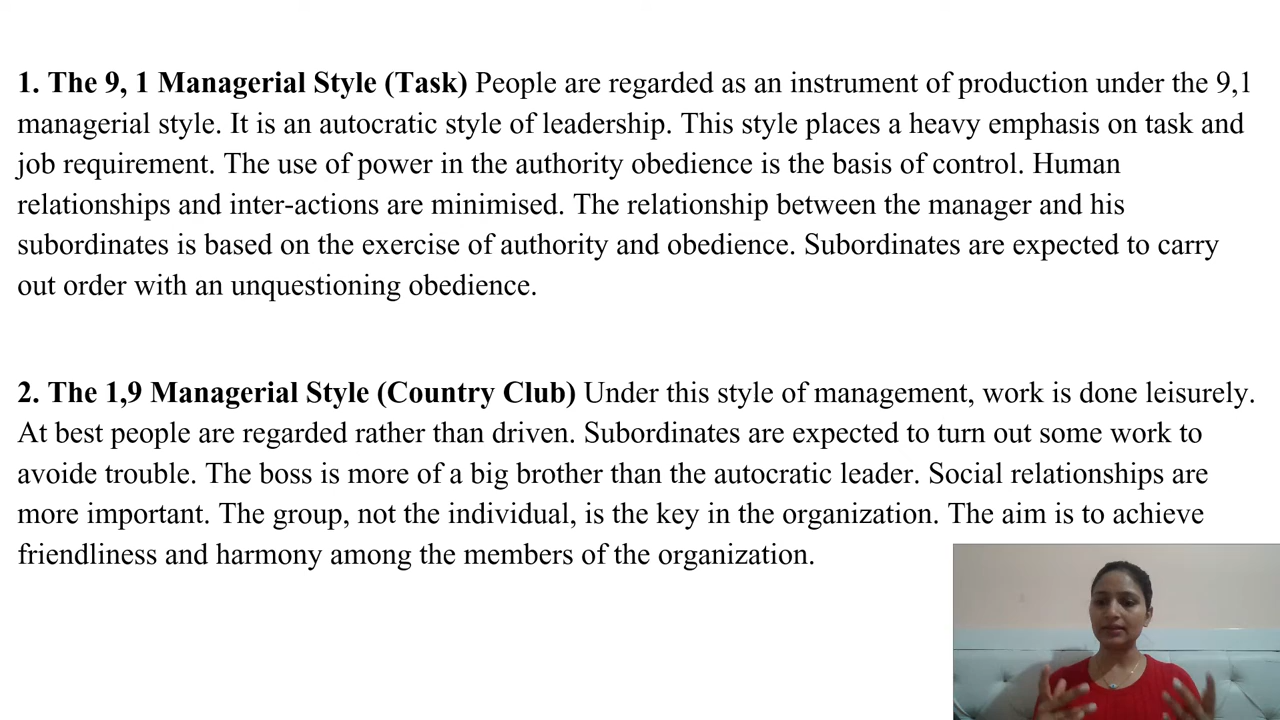 1. The 9, 1 Managerial Style (Task) People are regarded as an instrument of production under the 9,1
managerial style. It is an autocratic style of leadership. This style places a heavy emphasis on task and
job requirement. The use of power in the authority obedience is the basis of control. Human
relationships and inter-actions are minimised. The relationship between the manager and his
subordinates is based on the exercise of authority and obedience. Subordinates are expected to carry
out order with an unquestioning obedience.
2. The 1,9 Managerial Style (Country Club) Under this style of management, work is done leisurely.
At best people are regarded rather than driven. Subordinates are expected to turn out some work to
avoide trouble. The boss is more of a big brother than the autocratic leader. Social relationships are
more important. The group, not the individual, is the key in the organization. The aim is to achieve
friendliness and harmony among the members of the organization.